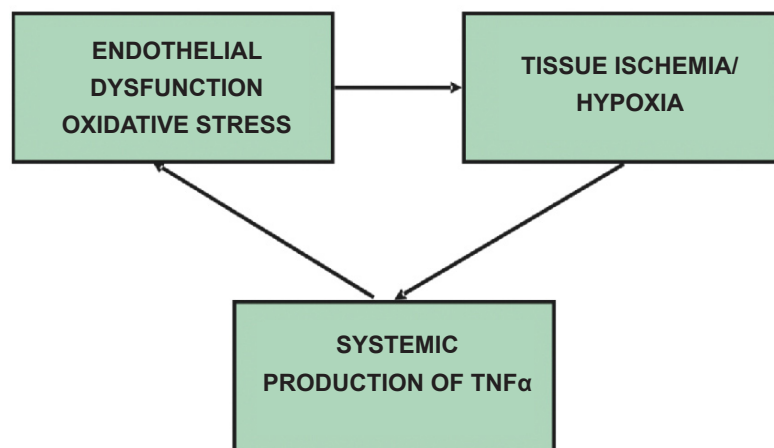 ENDOTHELIAL
DYSFUNCTION
OXIDATIVE STRESS
TISSUE ISCHEMIA/
HYPOXIA
SYSTEMIC
PRODUCTION OF TNFα